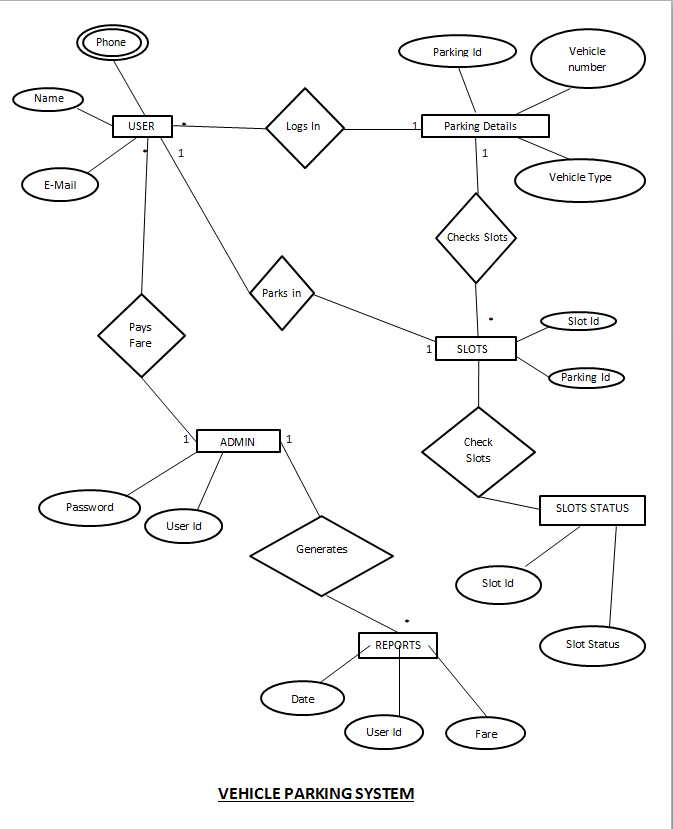 Phone
Parking Id
Vehicle
number
Name
USER
*
Logs In
1
Parking Details
*
1
1
E-Mail
Vehicle Type
Checks Slots
Parks in
*
Slot Id
Pays
Fare
1
SLOTS
Parking Id
1
ADMIN
1
Check
Slots
Password
User Id
SLOTS STATUS
Generates
Slot Id
*
REPORTS
Slot Status
Date
User Id
Fare
VEHICLE PARKING SYSTEM